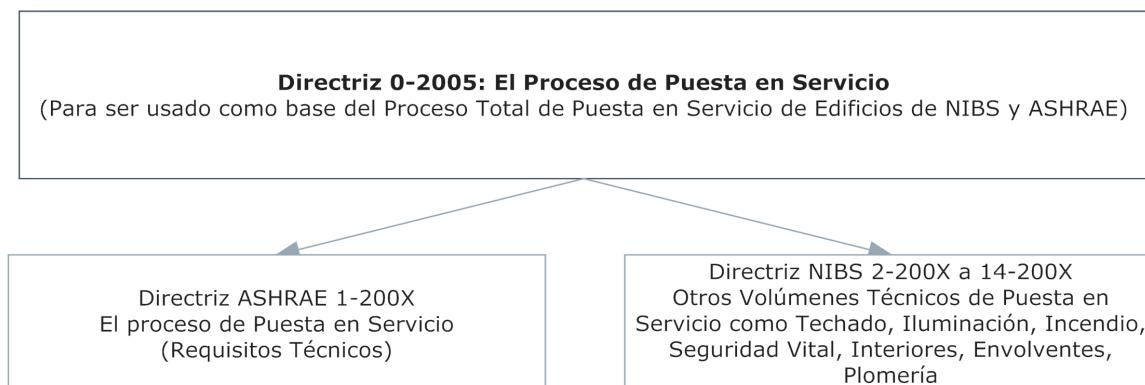 Directriz 0-2005: El Proceso de Puesta en Servicio
(Para ser usado como base del Proceso Total de Puesta en Servicio de Edificios de NIBS y ASHRAE)
Directriz ASHRAE 1-200X
El proceso de Puesta en Servicio
(Requisitos Técnicos)
Directriz NIBS 2-200X a 14-200X
Otros Volúmenes Técnicos de Puesta en
Servicio como Techado, Iluminación, Incendio,
Seguridad Vital, Interiores, Envolventes,
Plomería